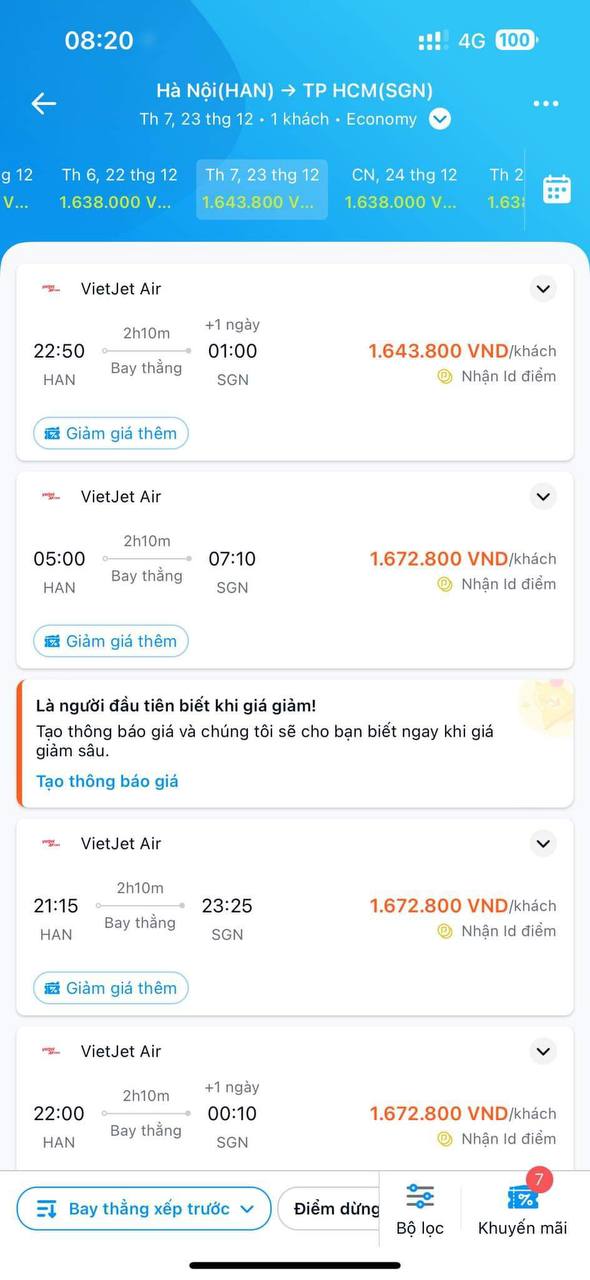 08:20
4G 100
Hà Nội(HAN) → TP HCM(SGN)
Th 7, 23 thg 12 • 1 khách • Economy
g 12 Th 6, 22 thg 12 Th 7, 23 thg 12 CN, 24 thg 12 Th 2
V... 1.638.000 V... 1.643.800 V... 1.638.000 V... 1.638
VietJet Air
+1 ngày
2h10m
22:50 01:00 1.643.800 VND/khách
Bay thẳng
HAN SGN Nhận Id điểm
Giảm giá thêm
VietJet Air
2h10m
05:00 07:10 1.672.800 VND/khách
Bay thẳng
HAN SGN Nhận Id điểm
Giảm giá thêm
Là người đầu tiên biết khi giá giảm!
Tạo thông báo giá và chúng tôi sẽ cho bạn biết ngay khi giá
giảm sâu.
Tạo thông báo giá
VietJet Air
2h10m
21:15 23:25 1.672.800 VND/khách
Bay thẳng
HAN SGN Nhận Id điểm
Giảm giá thêm
VietJet Air
+1 ngày
2h10m
22:00 00:10 1.672.800 VND/khách
Bay thẳng
HAN SGN Nhận Id điểm
7
Bay thẳng xếp trước Điểm dừng
Bộ lọc Khuyến mãi